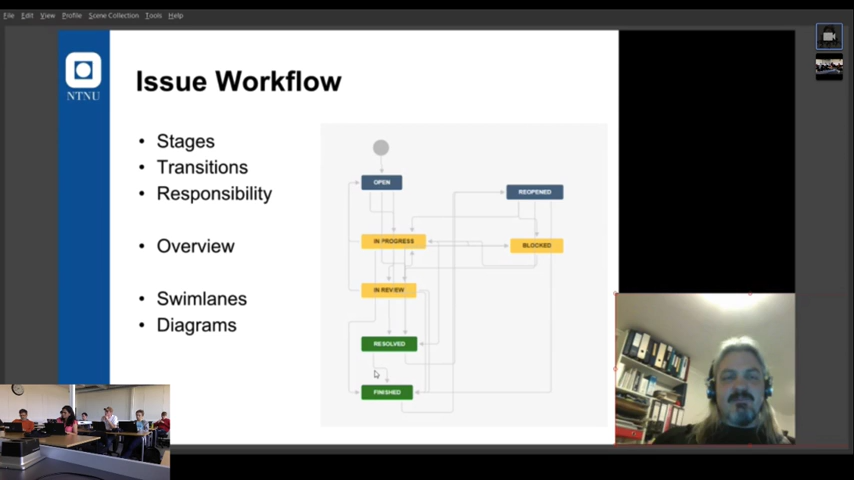 File Edit View Profile Scene Collection Tools Help
NTNU
Issue Workflow
• Stages
• Transitions
• Responsibility
• Overview
• Swimlanes
• Diagrams
OPEN
REOPENED
IN PROGRESS
BLOCKED
IN REVIEW
RESOLVED
FINISHED